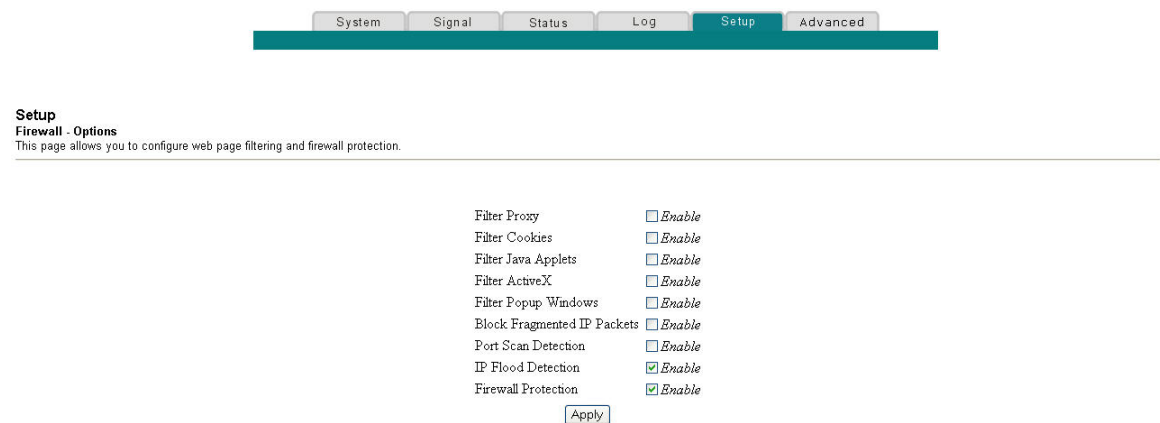 System Signal Status Log Setup Advanced
Setup
Firewall - Options
This page allows you to configure web page filtering and firewall protection.
Filter Proxy Enable
Filter Cookies Enable
Filter Java Applets Enable
Filter ActiveX Enable
Filter Popup Windows Enable
Block Fragmented IP Packets Enable
Port Scan Detection Enable
IP Flood Detection Enable
Firewall Protection Enable
Apply